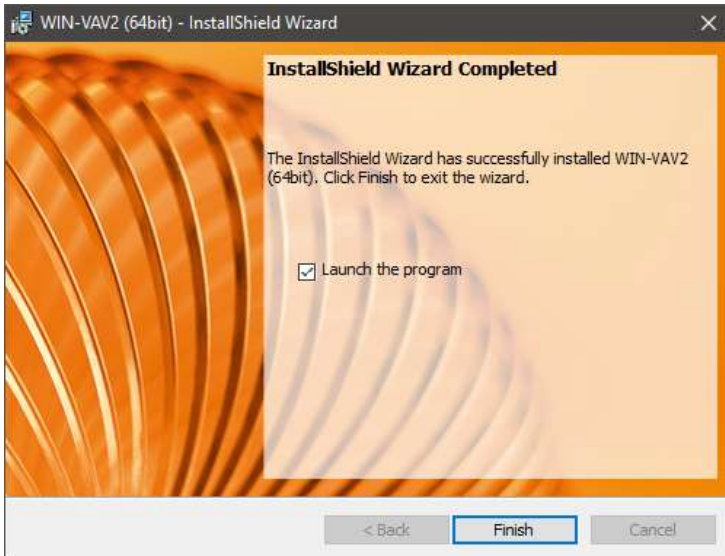 WIN-VAV2 (64bit) - InstallShield Wizard
InstallShield Wizard Completed
The InstallShield Wizard has successfully installed WIN-VAV2
(64bit). Click Finish to exit the wizard.
Launch the program
< Back
Finish
Cancel